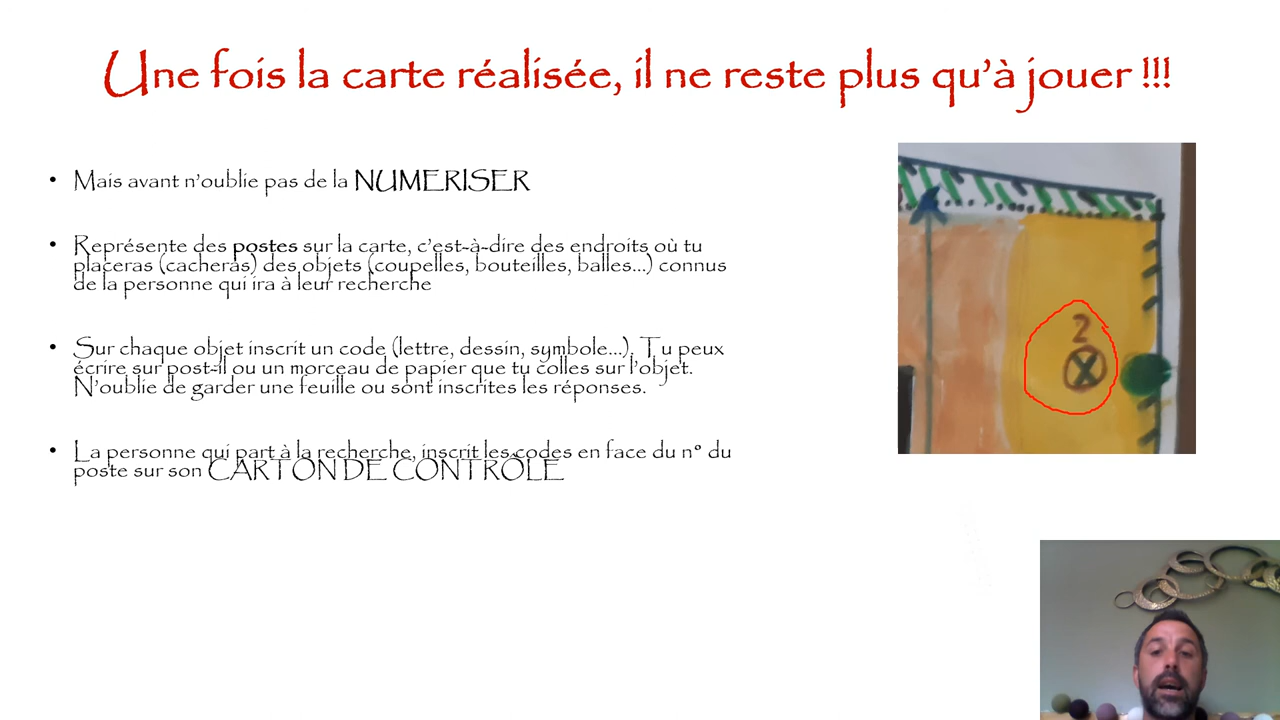 Une fois la carte réalisée, il ne reste plus qu'à jouer !!!
• Mais avant n'oublie pas de la NUMERISER
• Représente des postes sur la carte, c'est-à-dire des endroits où tu
placeras (cacheras) des objets (coupelles, bouteilles, balles...) connus
de la personne qui ira à leur recherche
• Sur chaque objet inscrit un code (lettre, dessin, symbole...). Tu peux
écrire sur post-il ou un morceau de papier que tu colles sur l'objet.
N'oublie de garder une feuille ou sont inscrites les réponses.
• La personne qui part à la recherche, inscrit les codes en face du n° du
poste sur son CARTON DE CONTRÔLE
2